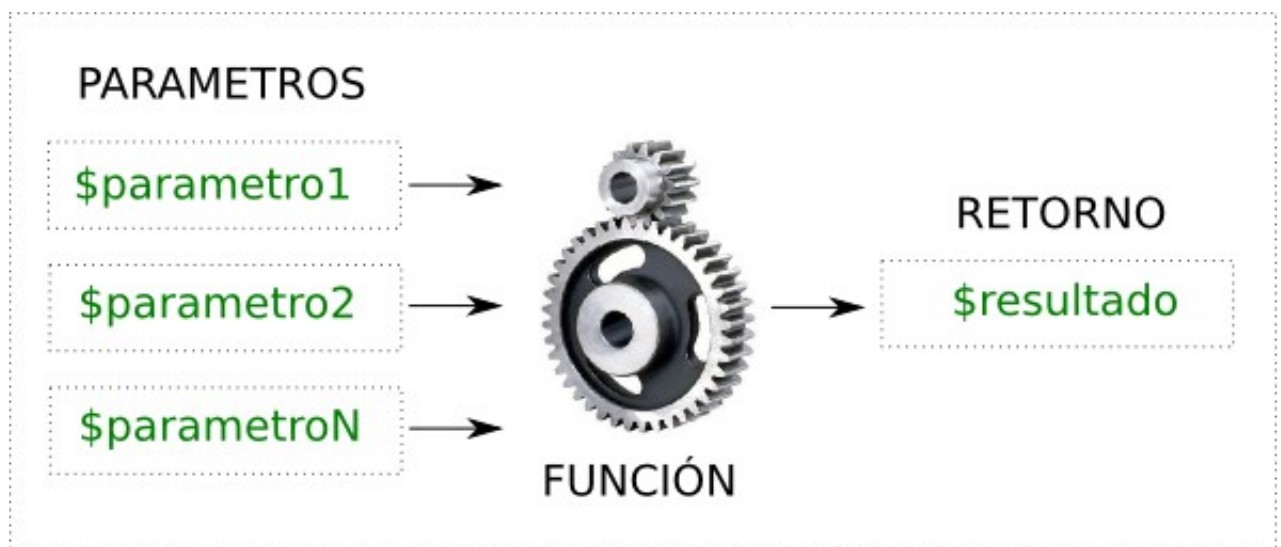 PARAMETROS
$parametro1
$parametro2
$parametroN
FUNCIÓN
RETORNO
$resultado